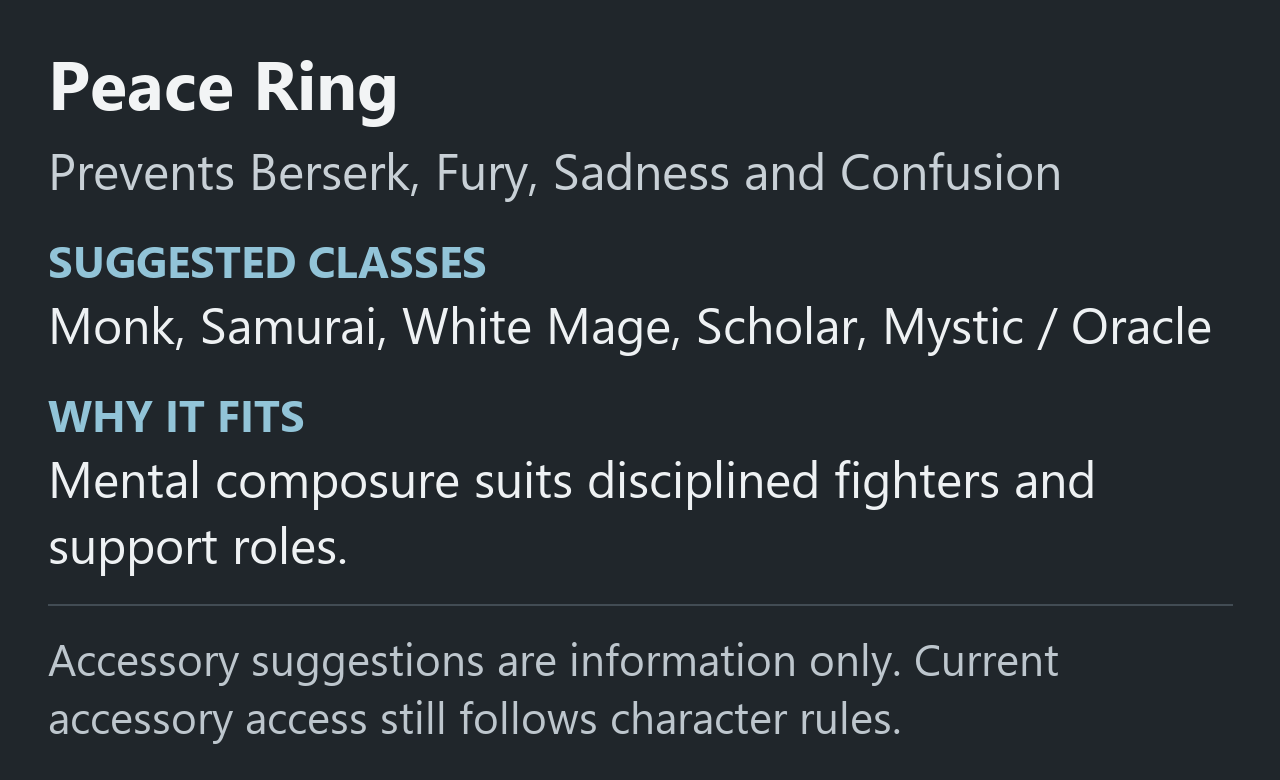 Peace Ring
Prevents Berserk, Fury, Sadness and Confusion
SUGGESTED CLASSES
Monk, Samurai, White Mage, Scholar, Mystic / Oracle
WHY IT FITS
Mental composure suits disciplined fighters and
support roles.
Accessory suggestions are information only. Current
accessory access still follows character rules.